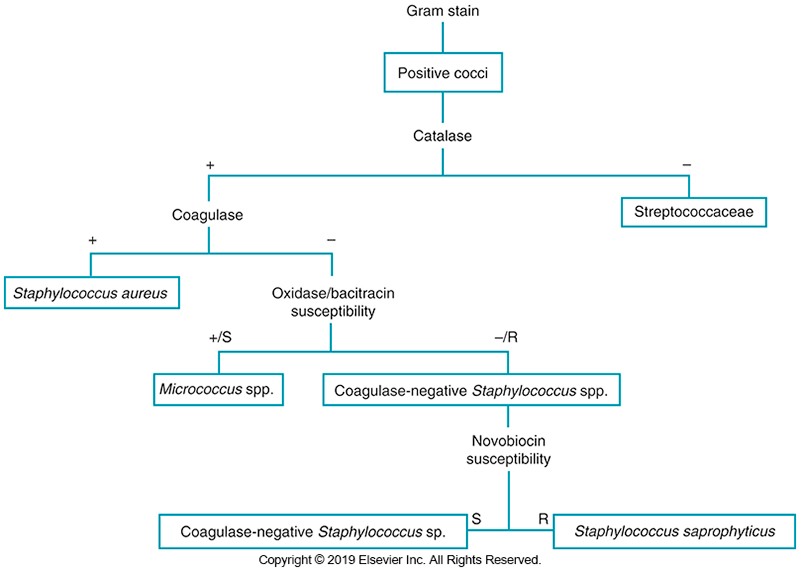 Gram stain
Positive cocci
Catalase
+
–
Coagulase
Streptococcaceae
+
–
Staphylococcus aureus
Oxidase/bacitracin
susceptibility
+/S
–/R
Micrococcus spp.
Coagulase-negative Staphylococcus spp.
Novobiocin
susceptibility
S
R
Coagulase-negative Staphylococcus sp.
Staphylococcus saprophyticus
Copyright © 2019 Elsevier Inc. All Rights Reserved.